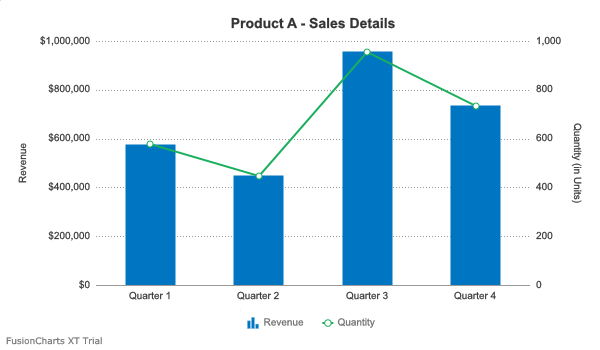 Product A - Sales Details
$1,000,000
$800,000
$600,000
$400,000
$200,000
$0
Revenue
1,000
800
600
400
200
0
Quantity (in Units)
Quarter 1
Quarter 2
Quarter 3
Quarter 4
Revenue
Quantity
FusionCharts XT Trial